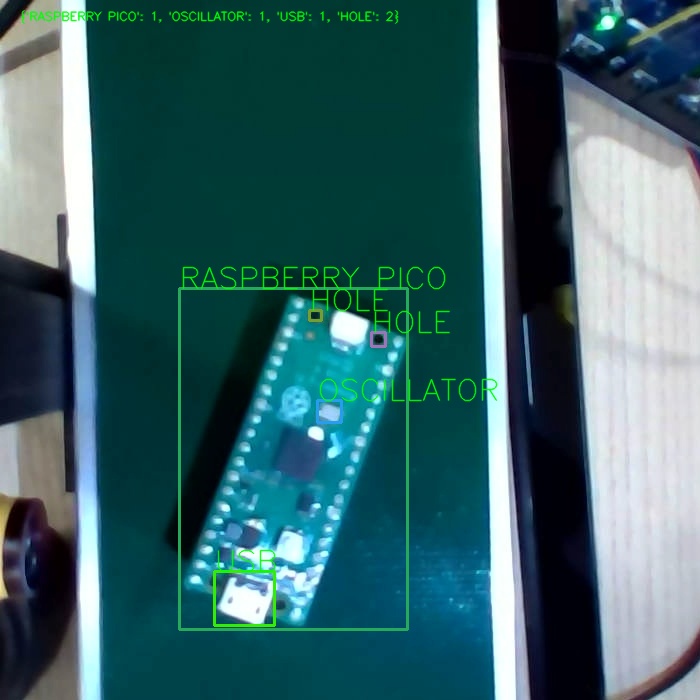 {'RASPBERRY PICO': 1, 'OSCILLATOR': 1, 'USB': 1, 'HOLE': 2}
RASPBERRY PICO
HOLE
HOLE
OSCILLATOR
USB